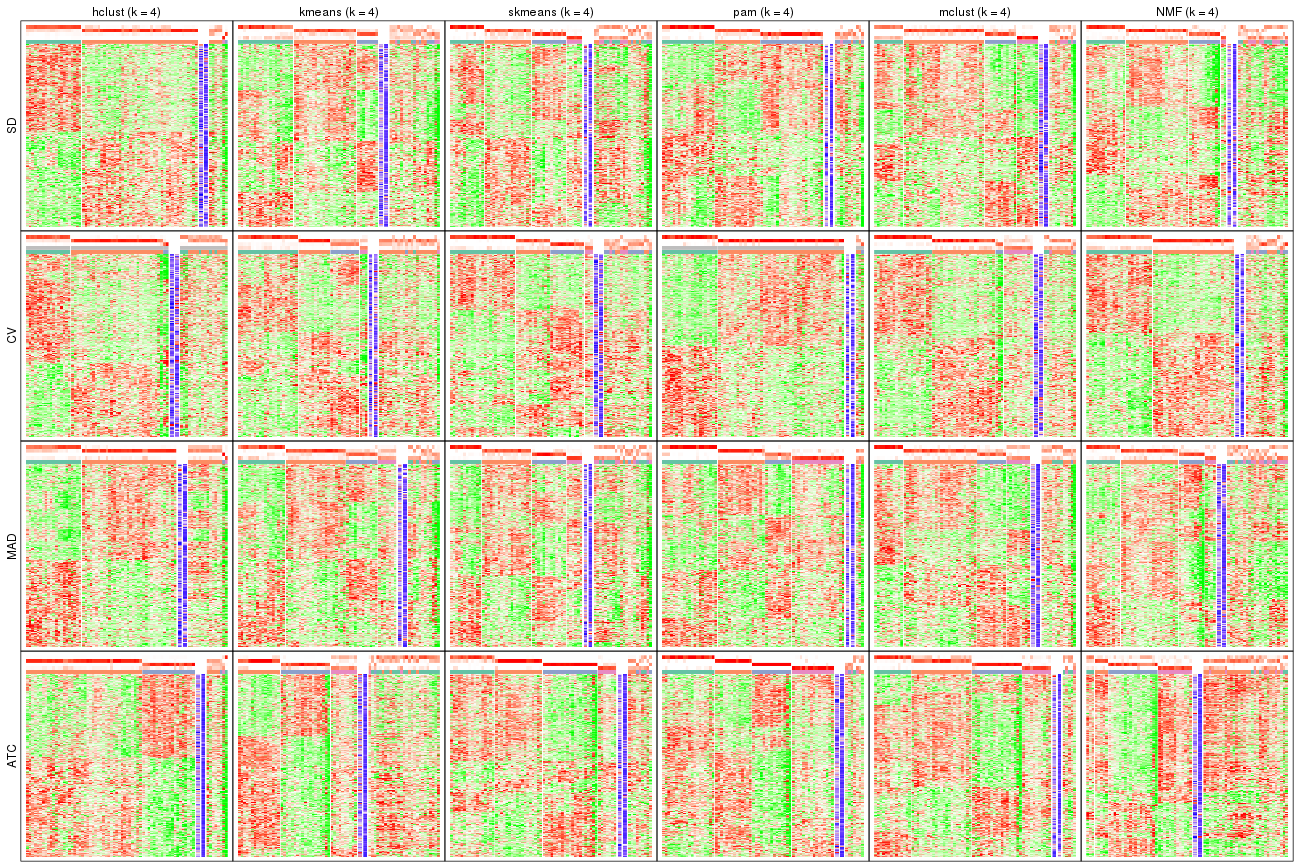 hclust (k = 4) kmeans (k = 4) skmeans (k = 4) pam (k = 4) mclust (k = 4) NMF (k = 4)
SD
CV
MAD
ATC